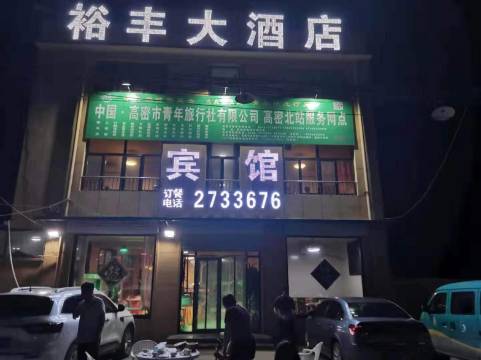 裕丰大酒店
中国·高密市青年旅行社有限公司 高密北站服务网点
宾馆
订餐
电话 2733676